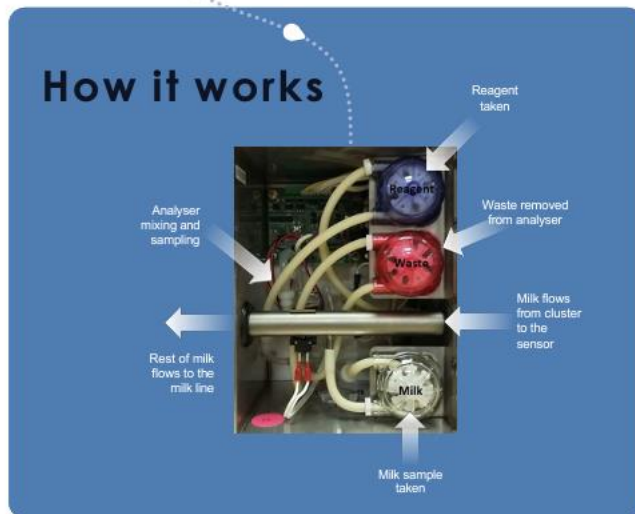 How it works
Reagent
taken
Reagent
Analyser
mixing and
sampling
Waste removed
from analyser
Waste
Milk flows
from cluster
to the
sensor
Rest of milk
flows to the
milk line
Milk
Milk sample
taken